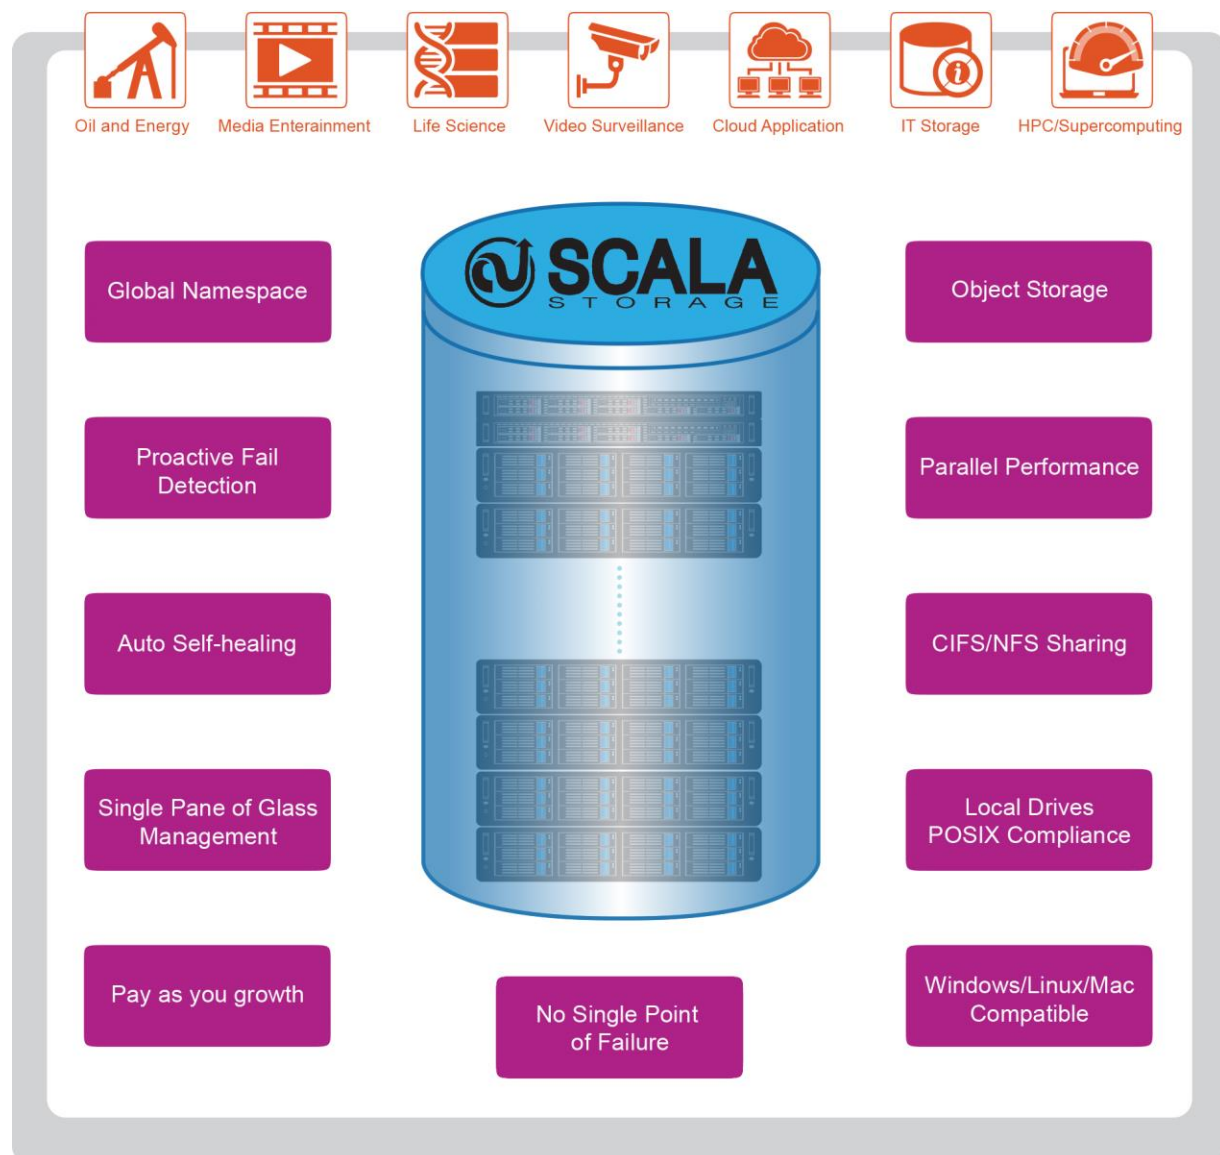 Oil and Energy
Media Enterainment
Life Science
Video Surveillance
Cloud Application
IT Storage
HPC/Supercomputing
SCALA
STORAGE
Global Namespace
Object Storage
Proactive Fail
Detection
Parallel Performance
Auto Self-healing
CIFS/NFS Sharing
Single Pane of Glass
Management
Local Drives
POSIX Compliance
Pay as you growth
No Single Point
of Failure
Windows/Linux/Mac
Compatible